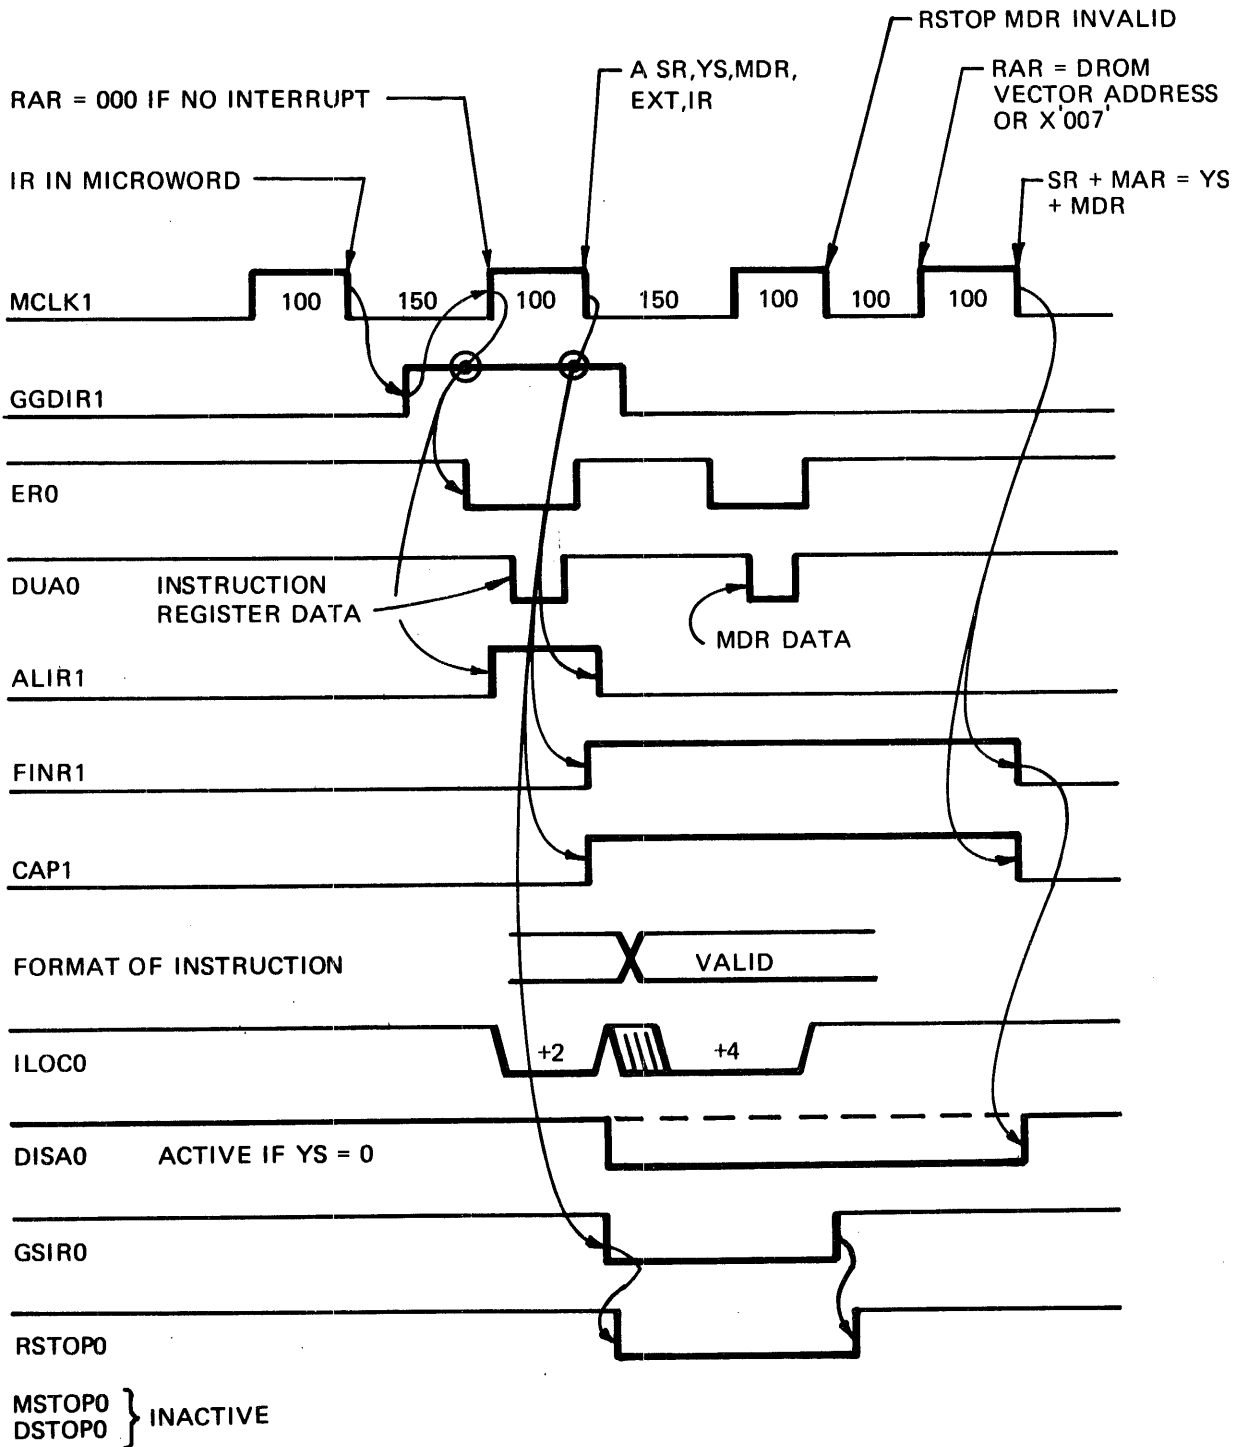 RSTOP MDR INVALID
RAR = 000 IF NO INTERRUPT
A SR,YS,MDR,
EXT,IR
RAR = DROM
VECTOR ADDRESS
OR X'007'
IR IN MICROWORD
SR + MAR = YS
+ MDR
MCLK1
100
150
100
150
100
100
100
GGDIR1
ER0
DUA0
INSTRUCTION
REGISTER DATA
MDR DATA
ALIR1
FINR1
CAP1
FORMAT OF INSTRUCTION
VALID
ILOC0
+2
+4
DISA0
ACTIVE IF YS = 0
GSIR0
RSTOP0
MSTOP0
DSTOP0
INACTIVE